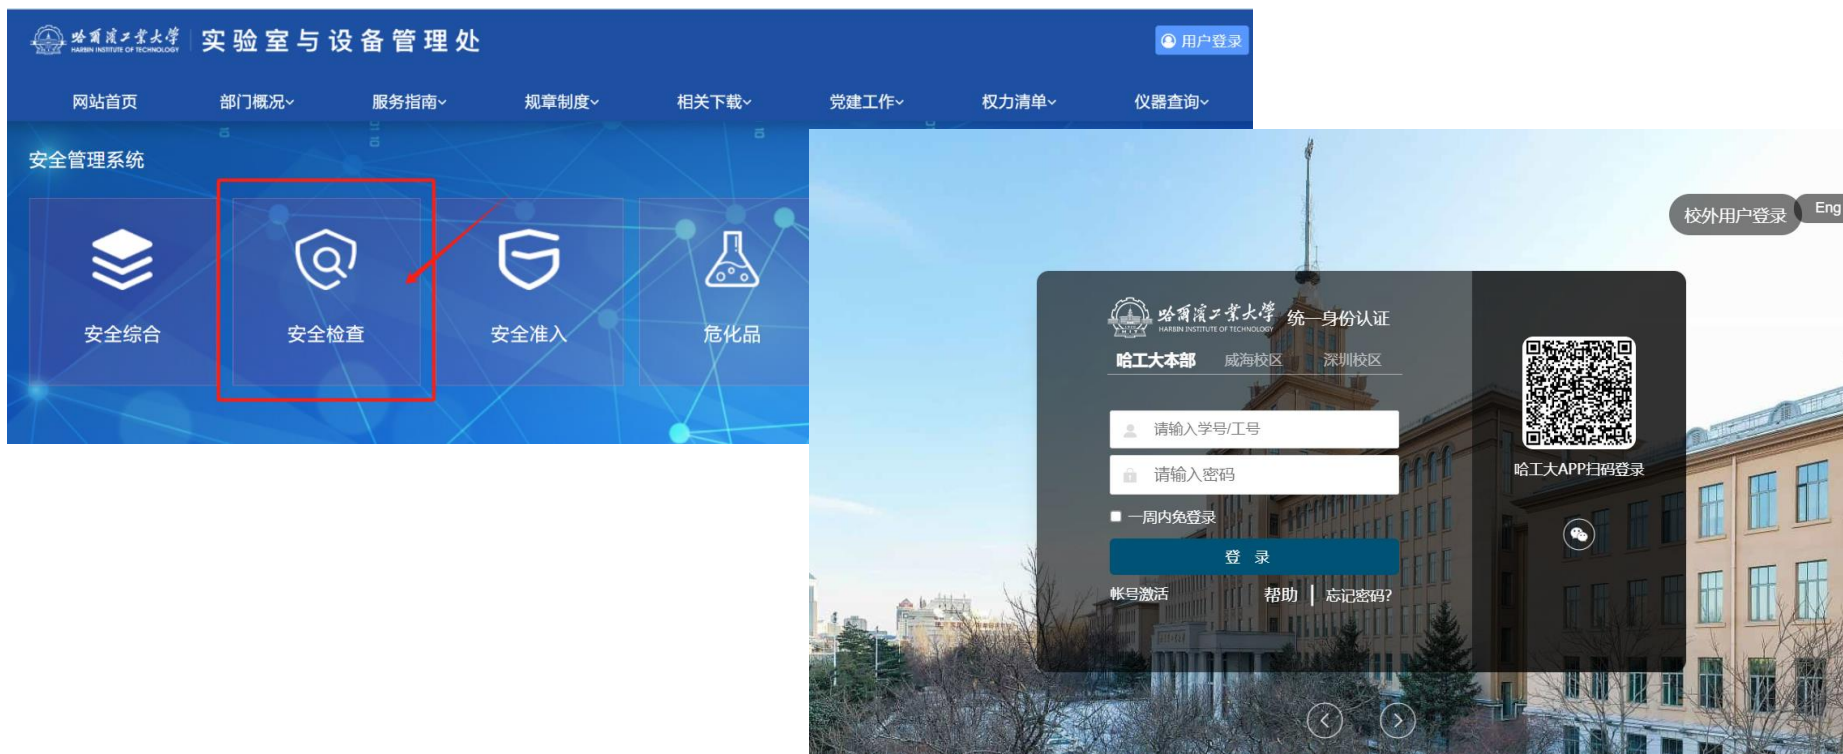 哈爾濱工業大學
HARBIN INSTITUTE OF TECHNOLOGY
实验室与设备管理处
用户登录
网站首页
部门概况
服务指南
规章制度
相关下载
党建工作
权力清单
仪器查询
安全管理系统
安全综合
安全检查
安全准入
危化品
校外用户登录
Eng
哈爾濱工業大學
HARBIN INSTITUTE OF TECHNOLOGY
统一身份认证
哈工大本部
威海校区
深圳校区
请输入学号/工号
请输入密码
一周内免登录
登 录
帐号激活
帮助
忘记密码?
哈工大APP扫码登录